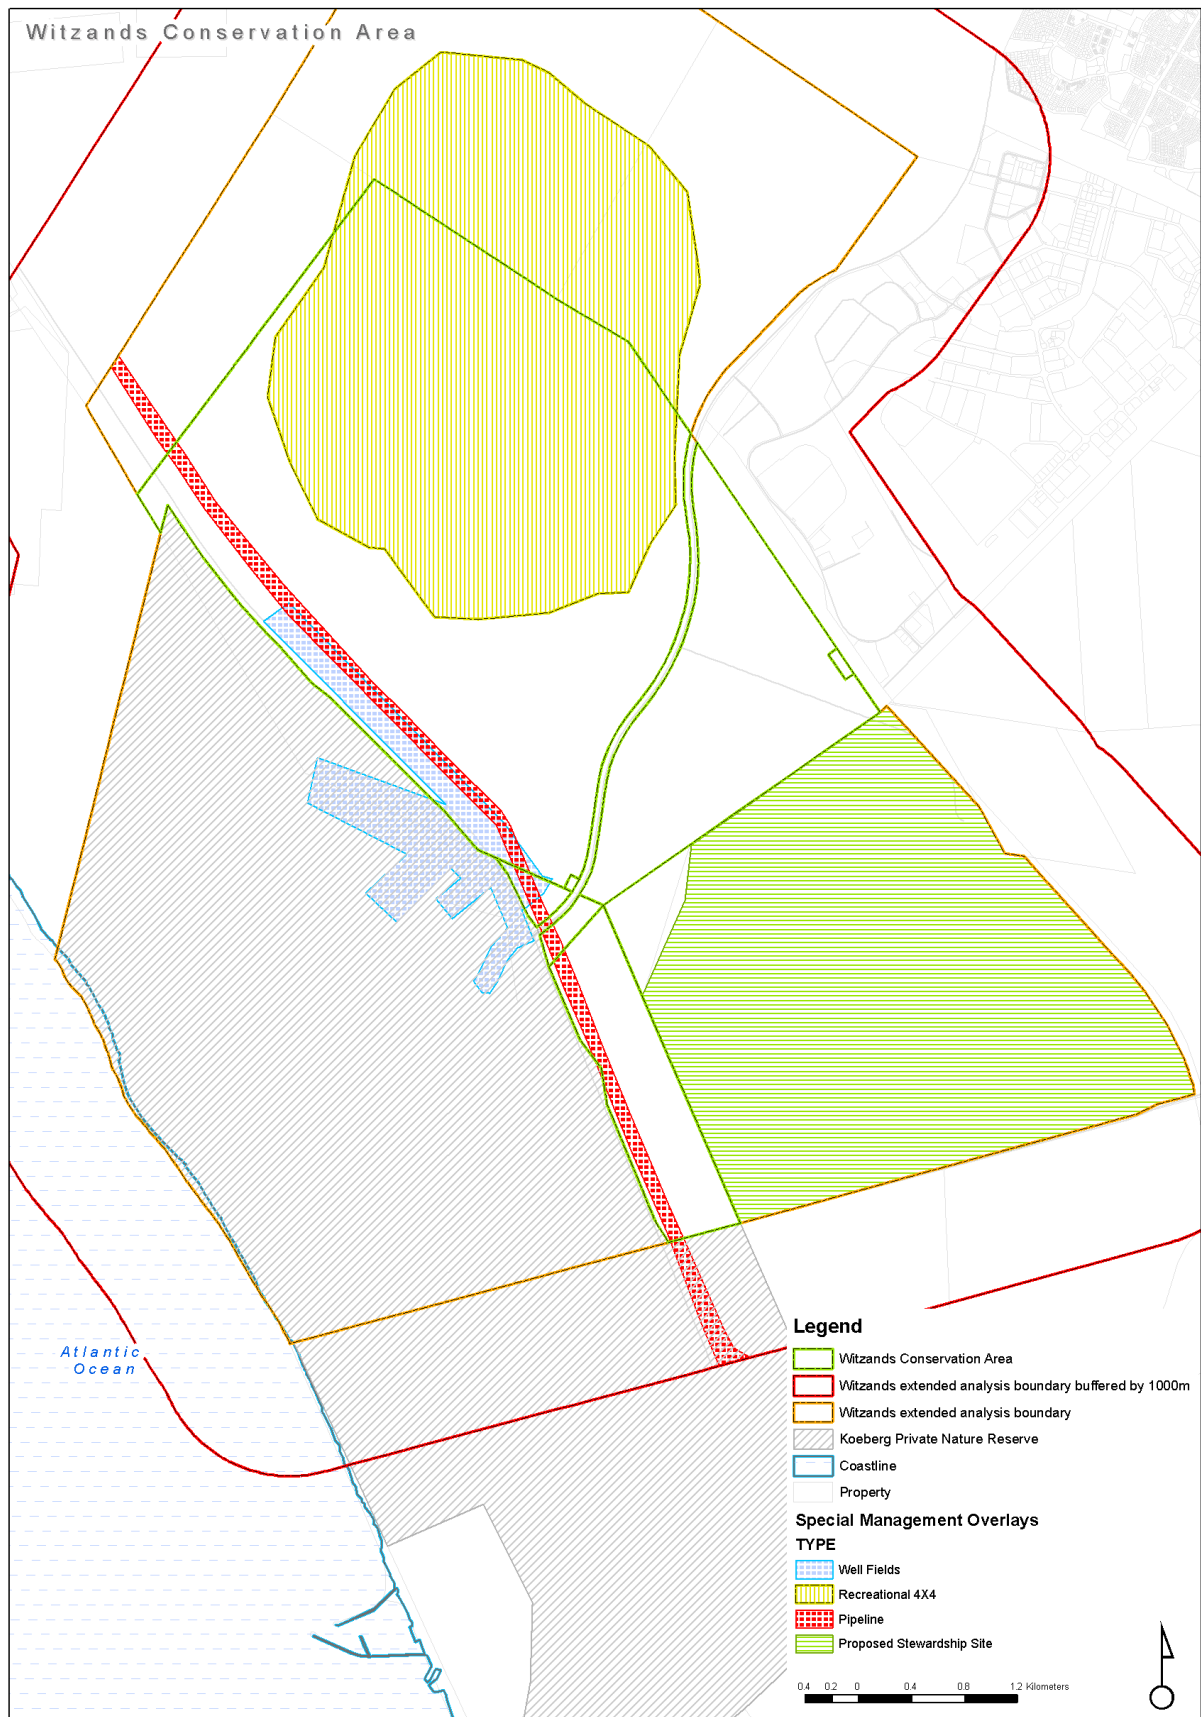 Witzands Conservation Area
Atlantic
Ocean
Legend
Witzands Conservation Area
Witzands extended analysis boundary buffered by 1000m
Witzands extended analysis boundary
Koeberg Private Nature Reserve
Coastline
Property
Special Management Overlays
TYPE
Well Fields
Recreational 4X4
Pipeline
Proposed Stewardship Site
0.4 0.2 0 0.4 0.8 1.2 Kilometers